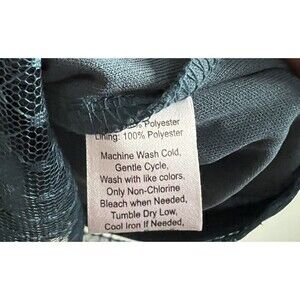 % Polyester
Lining: 100% Polyester
Machine Wash Cold,
Gentle Cycle,
Wash with like colors,
Only Non-Chlorine
Bleach when Needed,
Tumble Dry Low,
Cool Iron if Needed,